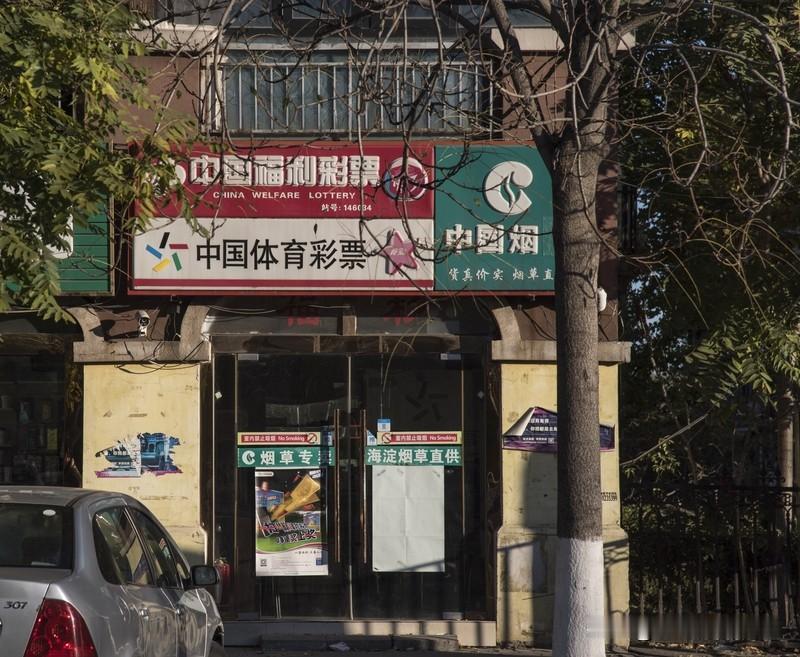 中国福利彩票
CHINA WELFARE LOTTERY
站号:146034
中国体育彩票
中国烟
货真价实 烟草直
室内禁止吸烟 No Smoking
室内禁止吸烟 No Smoking
烟草专
海淀烟草直供
307